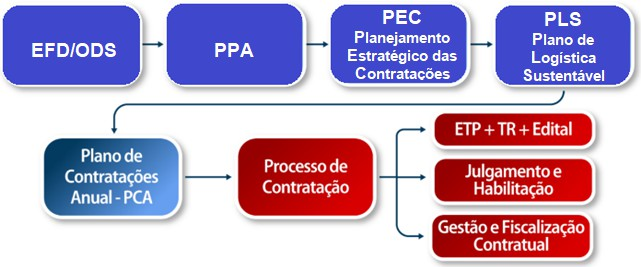 EFD/ODS
PPA
PEC
Planejamento
Estratégico das
Contratações
PLS
Plano de
Logística
Sustentável
Plano de
Contratações
Anual - PCA
Processo de
Contratação
ETP + TR + Edital
Julgamento e
Habilitação
Gestão e Fiscalização
Contratual